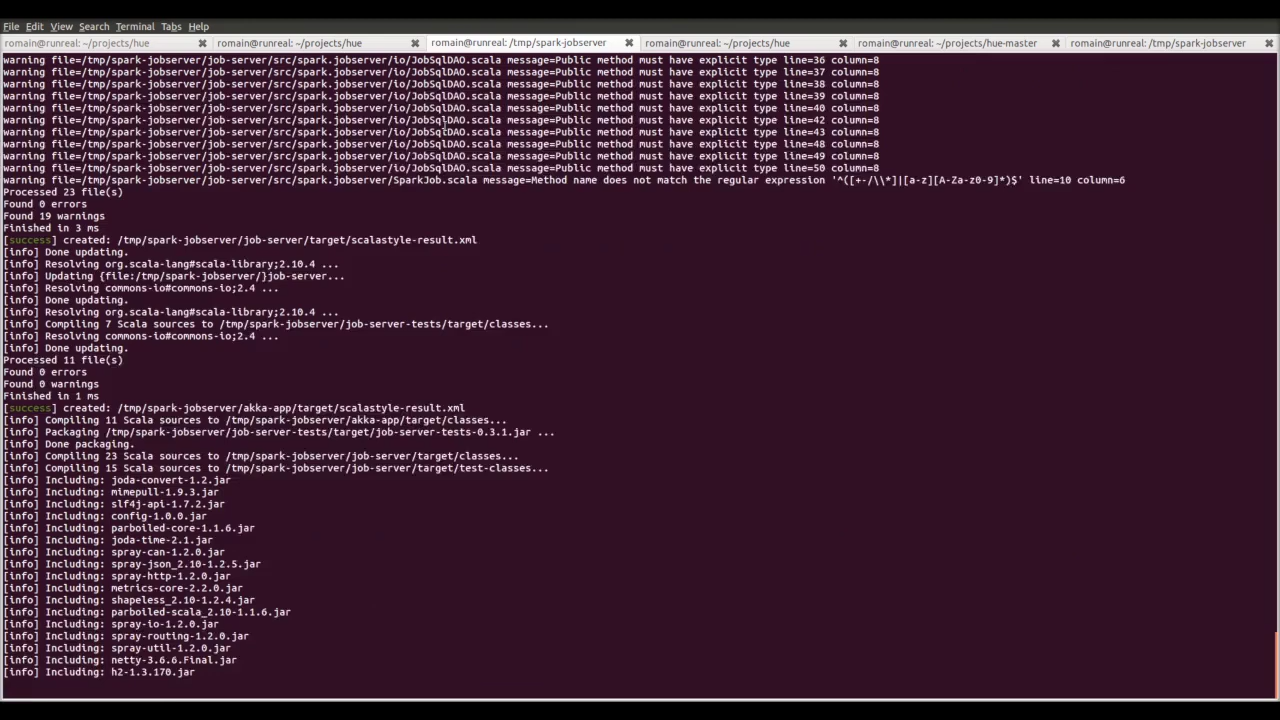 File Edit View Search Terminal Tabs Help
romain@runreal: ~/projects/hue romain@runreal: ~/projects/hue romain@runreal: /tmp/spark-jobserver romain@runreal: ~/projects/hue romain@runreal: ~/projects/hue-master romain@runreal: /tmp/spark-jobserver
warning file=/tmp/spark-jobserver/job-server/src/spark.jobserver/io/JobSqlDAO.scala message=Public method must have explicit type line=36 column=8
warning file=/tmp/spark-jobserver/job-server/src/spark.jobserver/io/JobSqlDAO.scala message=Public method must have explicit type line=37 column=8
warning file=/tmp/spark-jobserver/job-server/src/spark.jobserver/io/JobSqlDAO.scala message=Public method must have explicit type line=38 column=8
warning file=/tmp/spark-jobserver/job-server/src/spark.jobserver/io/JobSqlDAO.scala message=Public method must have explicit type line=39 column=8
warning file=/tmp/spark-jobserver/job-server/src/spark.jobserver/io/JobSqlDAO.scala message=Public method must have explicit type line=40 column=8
warning file=/tmp/spark-jobserver/job-server/src/spark.jobserver/io/JobSqlDAO.scala message=Public method must have explicit type line=42 column=8
warning file=/tmp/spark-jobserver/job-server/src/spark.jobserver/io/JobSqlDAO.scala message=Public method must have explicit type line=43 column=8
warning file=/tmp/spark-jobserver/job-server/src/spark.jobserver/io/JobSqlDAO.scala message=Public method must have explicit type line=48 column=8
warning file=/tmp/spark-jobserver/job-server/src/spark.jobserver/io/JobSqlDAO.scala message=Public method must have explicit type line=49 column=8
warning file=/tmp/spark-jobserver/job-server/src/spark.jobserver/io/JobSqlDAO.scala message=Public method must have explicit type line=50 column=8
warning file=/tmp/spark-jobserver/job-server/src/spark.jobserver/SparkJob.scala message=Method name does not match the regular expression '^([+-/\\*]|[a-z][A-Za-z0-9]*)$' line=10 column=6
Processed 23 file(s)
Found 0 errors
Found 19 warnings
Finished in 3 ms
[success] created: /tmp/spark-jobserver/job-server/target/scalastyle-result.xml
[info] Done updating.
[info] Resolving org.scala-lang#scala-library;2.10.4 ...
[info] Updating {file:/tmp/spark-jobserver/}job-server...
[info] Resolving commons-io#commons-io;2.4 ...
[info] Done updating.
[info] Resolving org.scala-lang#scala-library;2.10.4 ...
[info] Compiling 7 Scala sources to /tmp/spark-jobserver/job-server-tests/target/classes...
[info] Resolving commons-io#commons-io;2.4 ...
[info] Done updating.
Processed 11 file(s)
Found 0 errors
Found 0 warnings
Finished in 1 ms
[success] created: /tmp/spark-jobserver/akka-app/target/scalastyle-result.xml
[info] Compiling 11 Scala sources to /tmp/spark-jobserver/akka-app/target/classes...
[info] Packaging /tmp/spark-jobserver/job-server-tests/target/job-server-tests-0.3.1.jar ...
[info] Done packaging.
[info] Compiling 23 Scala sources to /tmp/spark-jobserver/job-server/target/classes...
[info] Compiling 15 Scala sources to /tmp/spark-jobserver/job-server/target/test-classes...
[info] Including: joda-convert-1.2.jar
[info] Including: mimepull-1.9.3.jar
[info] Including: slf4j-api-1.7.2.jar
[info] Including: config-1.0.0.jar
[info] Including: parboiled-core-1.1.6.jar
[info] Including: joda-time-2.1.jar
[info] Including: spray-can-1.2.0.jar
[info] Including: spray-json_2.10-1.2.5.jar
[info] Including: spray-http-1.2.0.jar
[info] Including: metrics-core-2.2.0.jar
[info] Including: shapeless_2.10-1.2.4.jar
[info] Including: parboiled-scala_2.10-1.1.6.jar
[info] Including: spray-io-1.2.0.jar
[info] Including: spray-routing-1.2.0.jar
[info] Including: spray-util-1.2.0.jar
[info] Including: netty-3.6.6.Final.jar
[info] Including: h2-1.3.170.jar